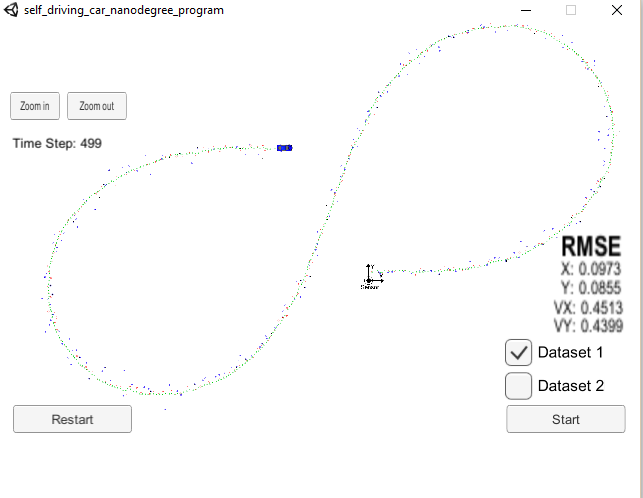 self_driving_car_nanodegree_program
Zoom in
Zoom out
Time Step: 499
Y
Sensor
RMSE
X: 0.0973
Y: 0.0855
VX: 0.4513
VY: 0.4399
Dataset 1
Dataset 2
Restart
Start